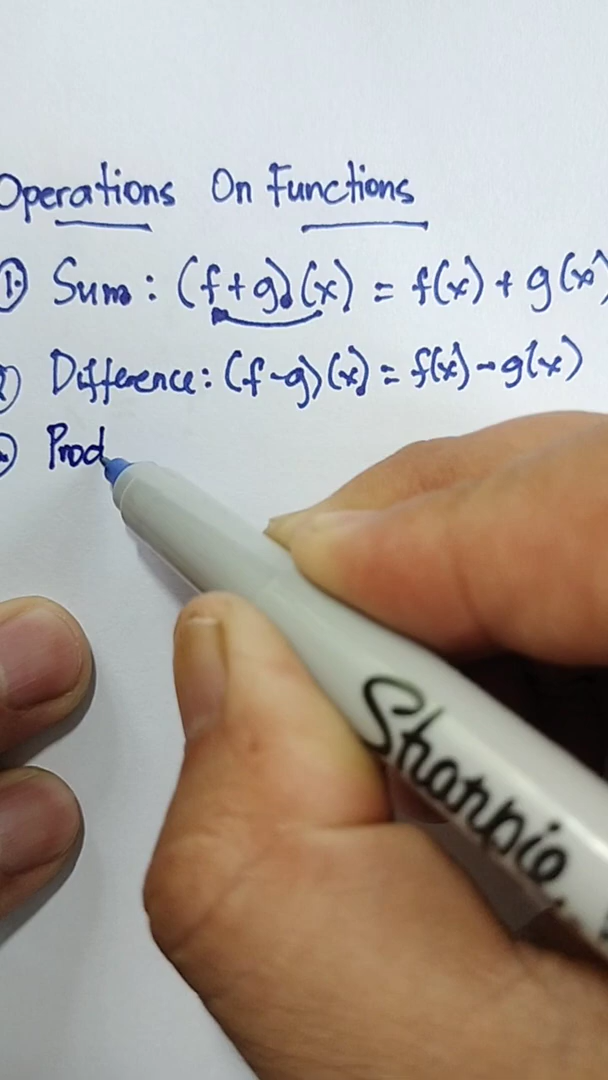 Operations On Functions
1. Sum: (f+g)(x) = f(x) + g(x)
Difference: (f-g)(x) = f(x)-g(x)
Prod
Sharpie